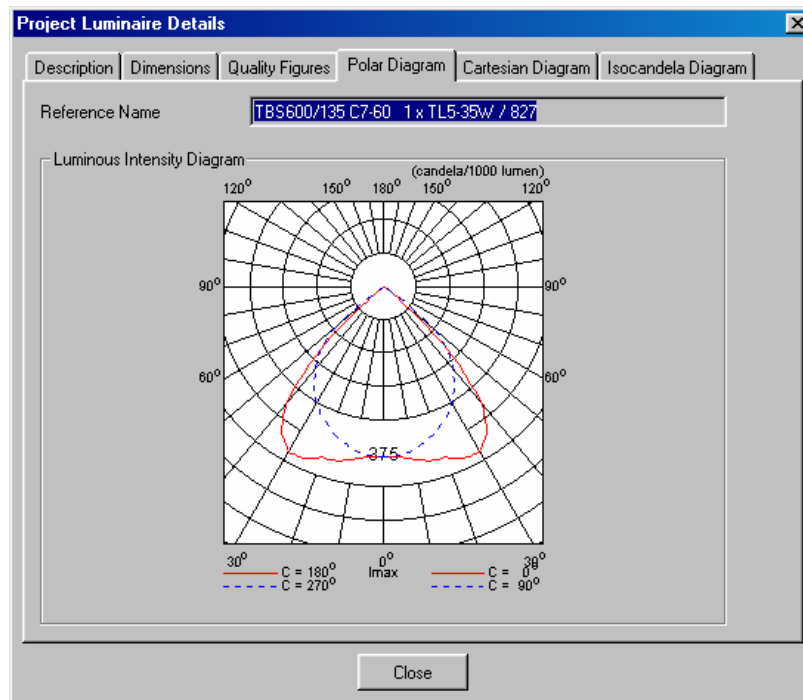 Project Luminaire Details
Description Dimensions Quality Figures Polar Diagram Cartesian Diagram Isocandela Diagram
Reference Name TBS600/135 C7-60 1 x TL5-35W / 827
Luminous Intensity Diagram
(candela/1000 lumen)
120° 150° 180° 150° 120°
90° 90°
60° 60°
375
30° 0° 30°
C = 180° Imax C = 0°
C = 270° C = 90°
Close